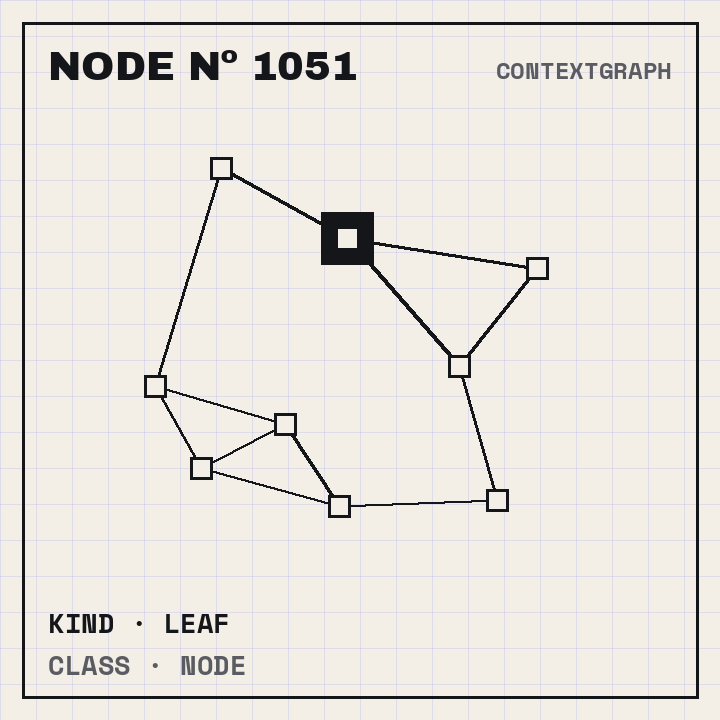 NODE Nº 1051
CONTEXTGRAPH
KIND · LEAF
CLASS · NODE